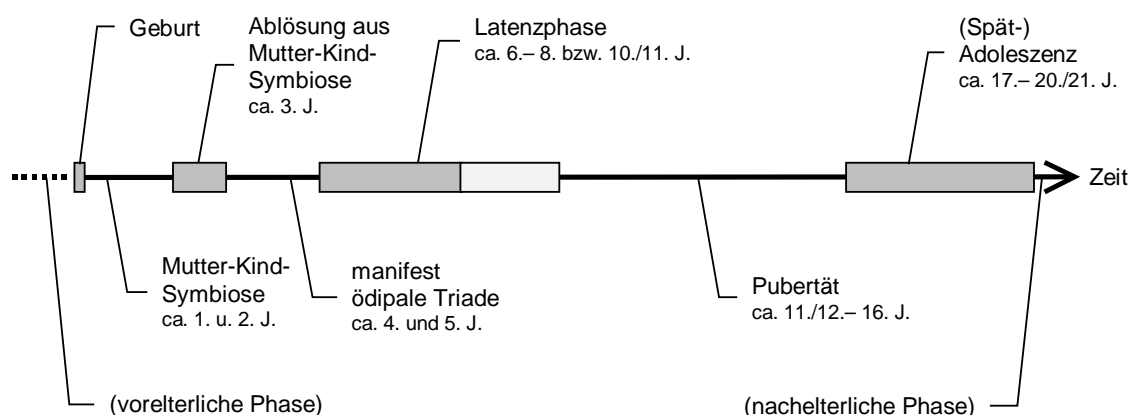 Geburt
Ablösung aus
Mutter-Kind-
Symbiose
ca. 3. J.
Latenzphase
ca. 6.– 8. bzw. 10./11. J.
(Spät-)
Adoleszenz
ca. 17.– 20./21. J.
Zeit
Mutter-Kind-
Symbiose
ca. 1. u. 2. J.
manifest
ödipale Triade
ca. 4. und 5. J.
Pubertät
ca. 11./12.– 16. J.
(vorelterliche Phase)
(nachelterliche Phase)